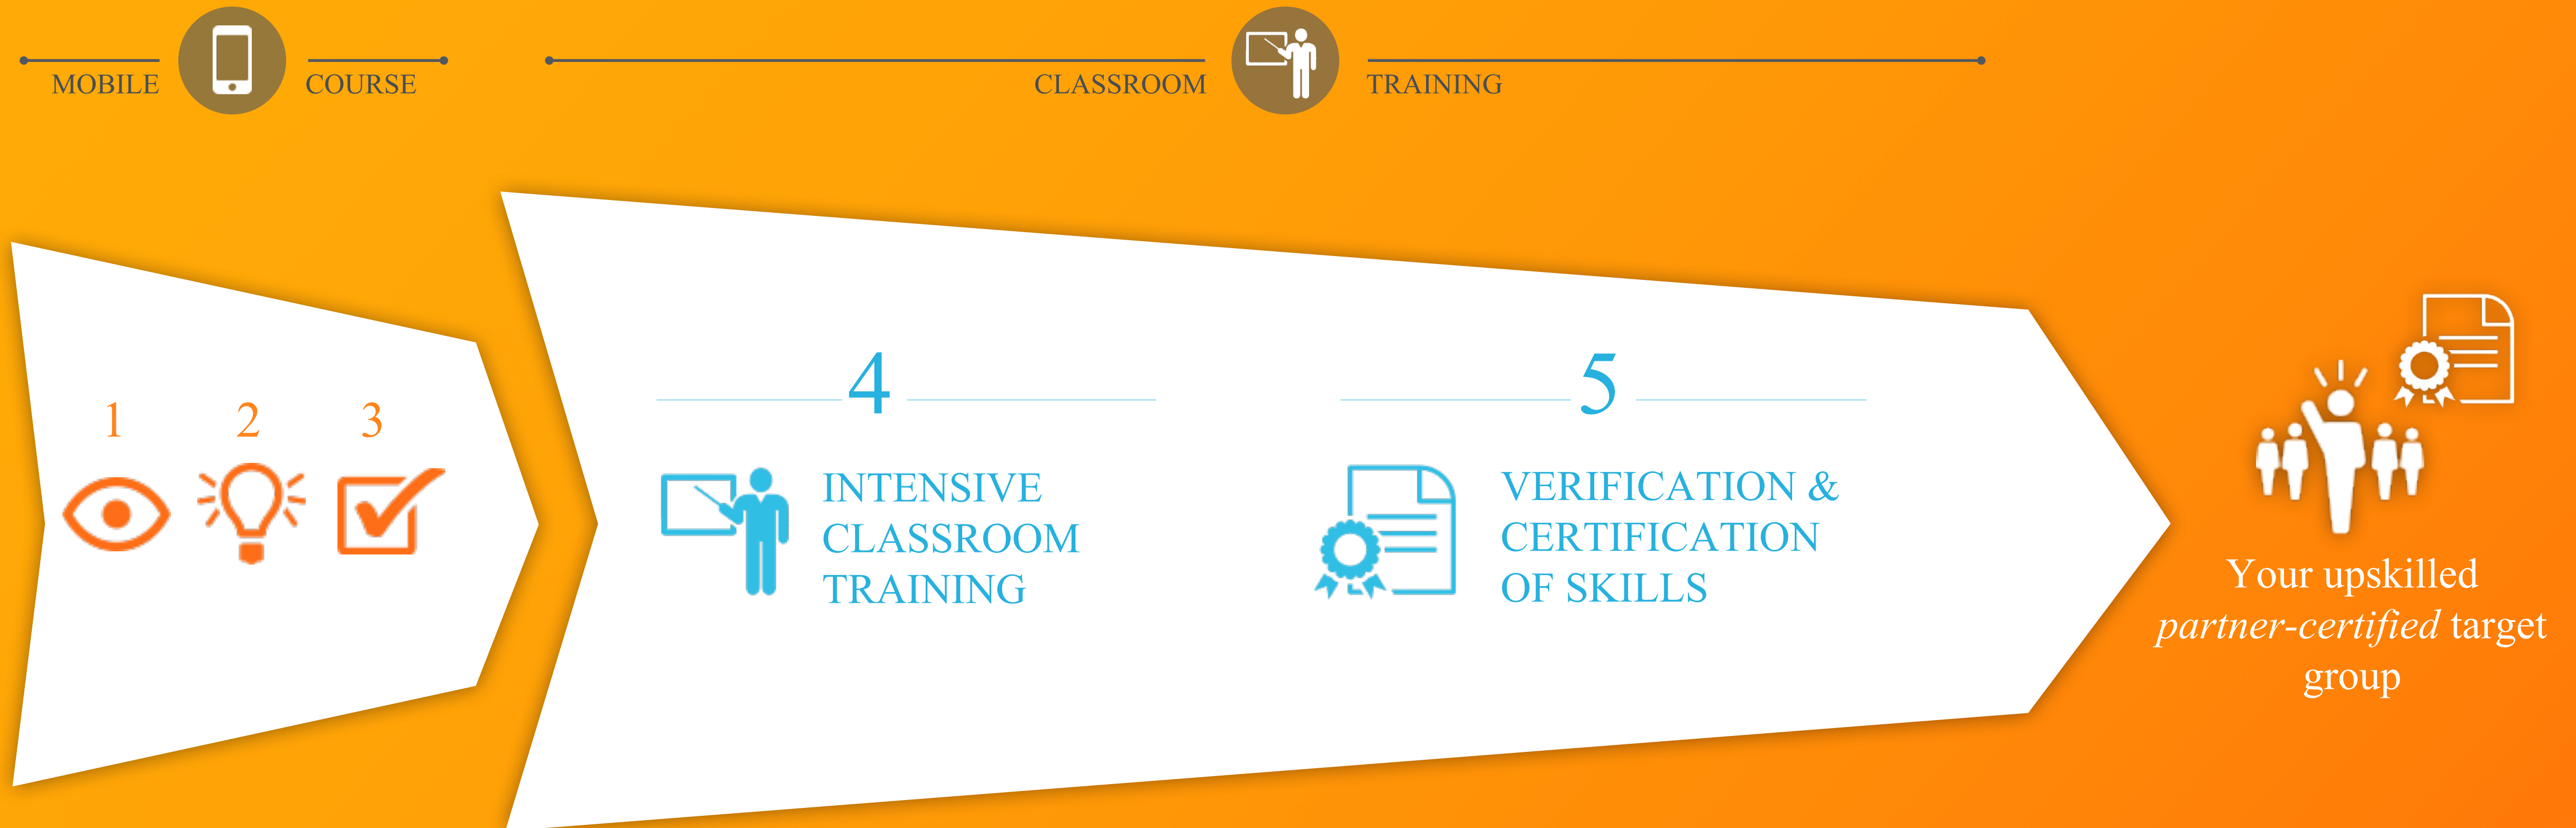 MOBILE COURSE
CLASSROOM TRAINING
1 2 3
4
INTENSIVE
CLASSROOM
TRAINING
5
VERIFICATION &
CERTIFICATION
OF SKILLS
Your upskilled
partner-certified target
group